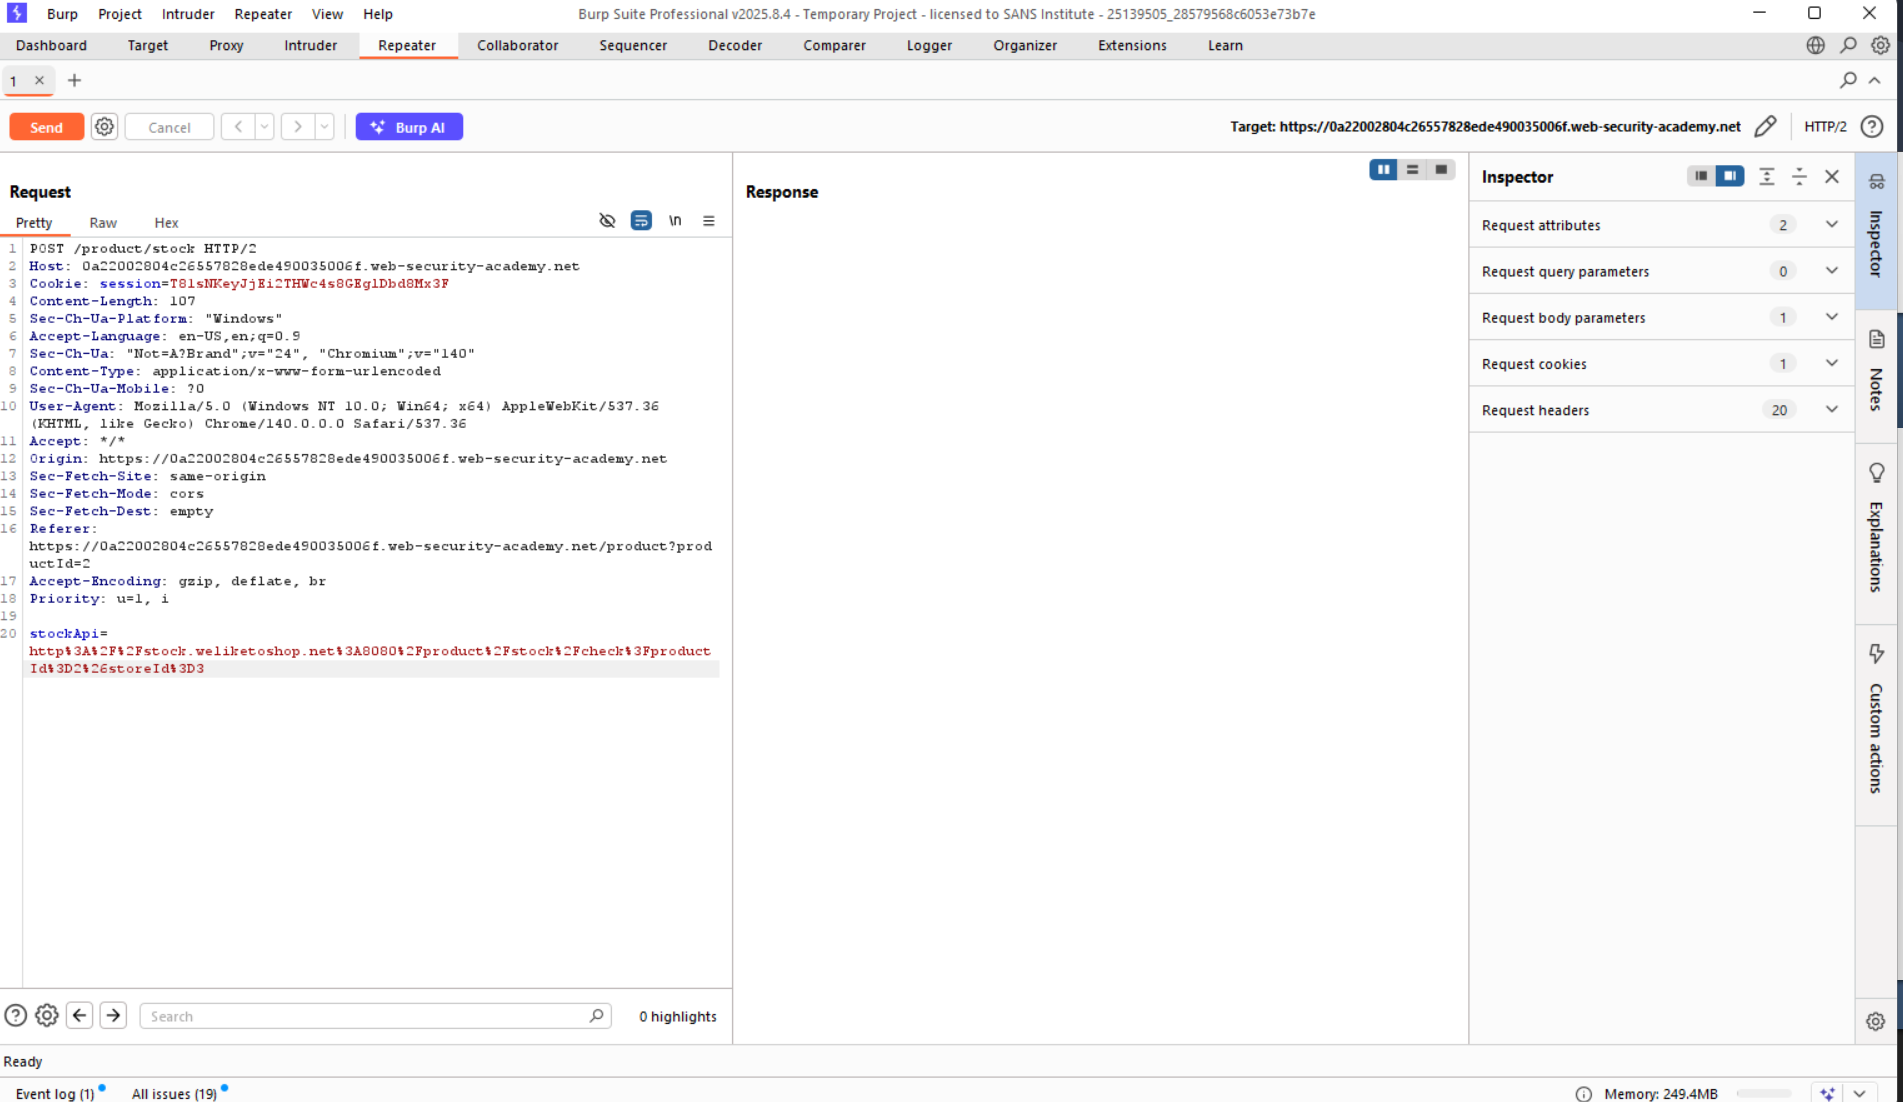 Burp Project Intruder Repeater View Help Burp Suite Professional v2025.8.4 - Temporary Project - licensed to SANS Institute - 25139505_28579568c6053e73b7e
Dashboard Target Proxy Intruder Repeater Collaborator Sequencer Decoder Comparer Logger Organizer Extensions Learn
1
Send Cancel Burp AI Target: https://0a22002804c26557828ede490035006f.web-security-academy.net HTTP/2
Request
Pretty Raw Hex \n
1 POST /product/stock HTTP/2
2 Host: 0a22002804c26557828ede490035006f.web-security-academy.net
3 Cookie: session=T81sNKeyJjEi2THWc4s8GEglDbd8Mx3F
4 Content-Length: 107
5 Sec-Ch-Ua-Platform: "Windows"
6 Accept-Language: en-US,en;q=0.9
7 Sec-Ch-Ua: "Not=A?Brand";v="24", "Chromium";v="140"
8 Content-Type: application/x-www-form-urlencoded
9 Sec-Ch-Ua-Mobile: ?0
10 User-Agent: Mozilla/5.0 (Windows NT 10.0; Win64; x64) AppleWebKit/537.36
(KHTML, like Gecko) Chrome/140.0.0.0 Safari/537.36
11 Accept: */*
12 Origin: https://0a22002804c26557828ede490035006f.web-security-academy.net
13 Sec-Fetch-Site: same-origin
14 Sec-Fetch-Mode: cors
15 Sec-Fetch-Dest: empty
16 Referer:
https://0a22002804c26557828ede490035006f.web-security-academy.net/product?prod
uctId=2
17 Accept-Encoding: gzip, deflate, br
18 Priority: u=1, i
19
20 stockApi=
http%3A%2F%2Fstock.weliketoshop.net%3A8080%2Fproduct%2Fstock%2Fcheck%3Fproduct
Id%3D2%26storeId%3D3
Search 0 highlights
Response
Inspector
Request attributes 2
Request query parameters 0
Request body parameters 1
Request cookies 1
Request headers 20
Inspector
Notes
Explanations
Custom actions
Ready
Event log (1) All issues (19) Memory: 249.4MB